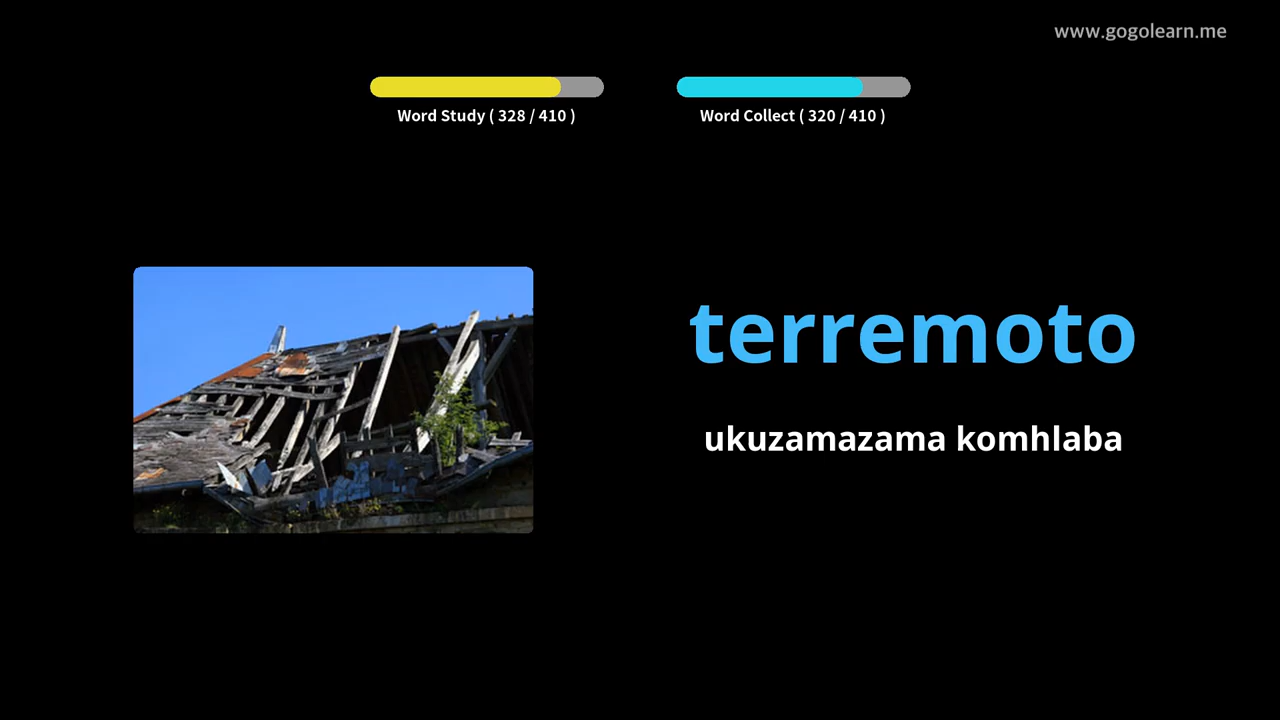 www.gogolearn.me
Word Study ( 328 / 410 )
Word Collect ( 320 / 410 )
terremoto
ukuzamazama komhlaba